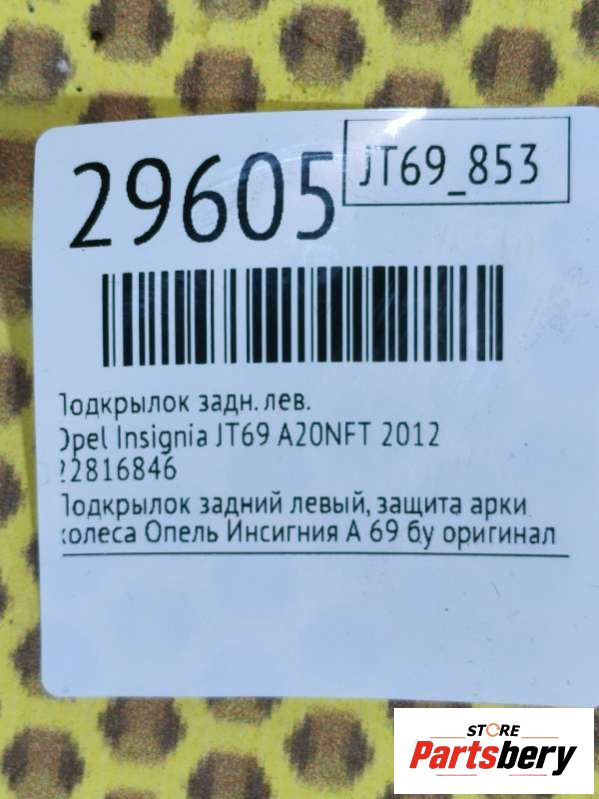 29605
JT69_853
Подкрылок задн. лев.
Opel Insignia JT69 A20NFT 2012
22816846
Подкрылок задний левый, защита арки
колеса Опель Инсигния А 69 бу оригинал
STORE
Partsbery